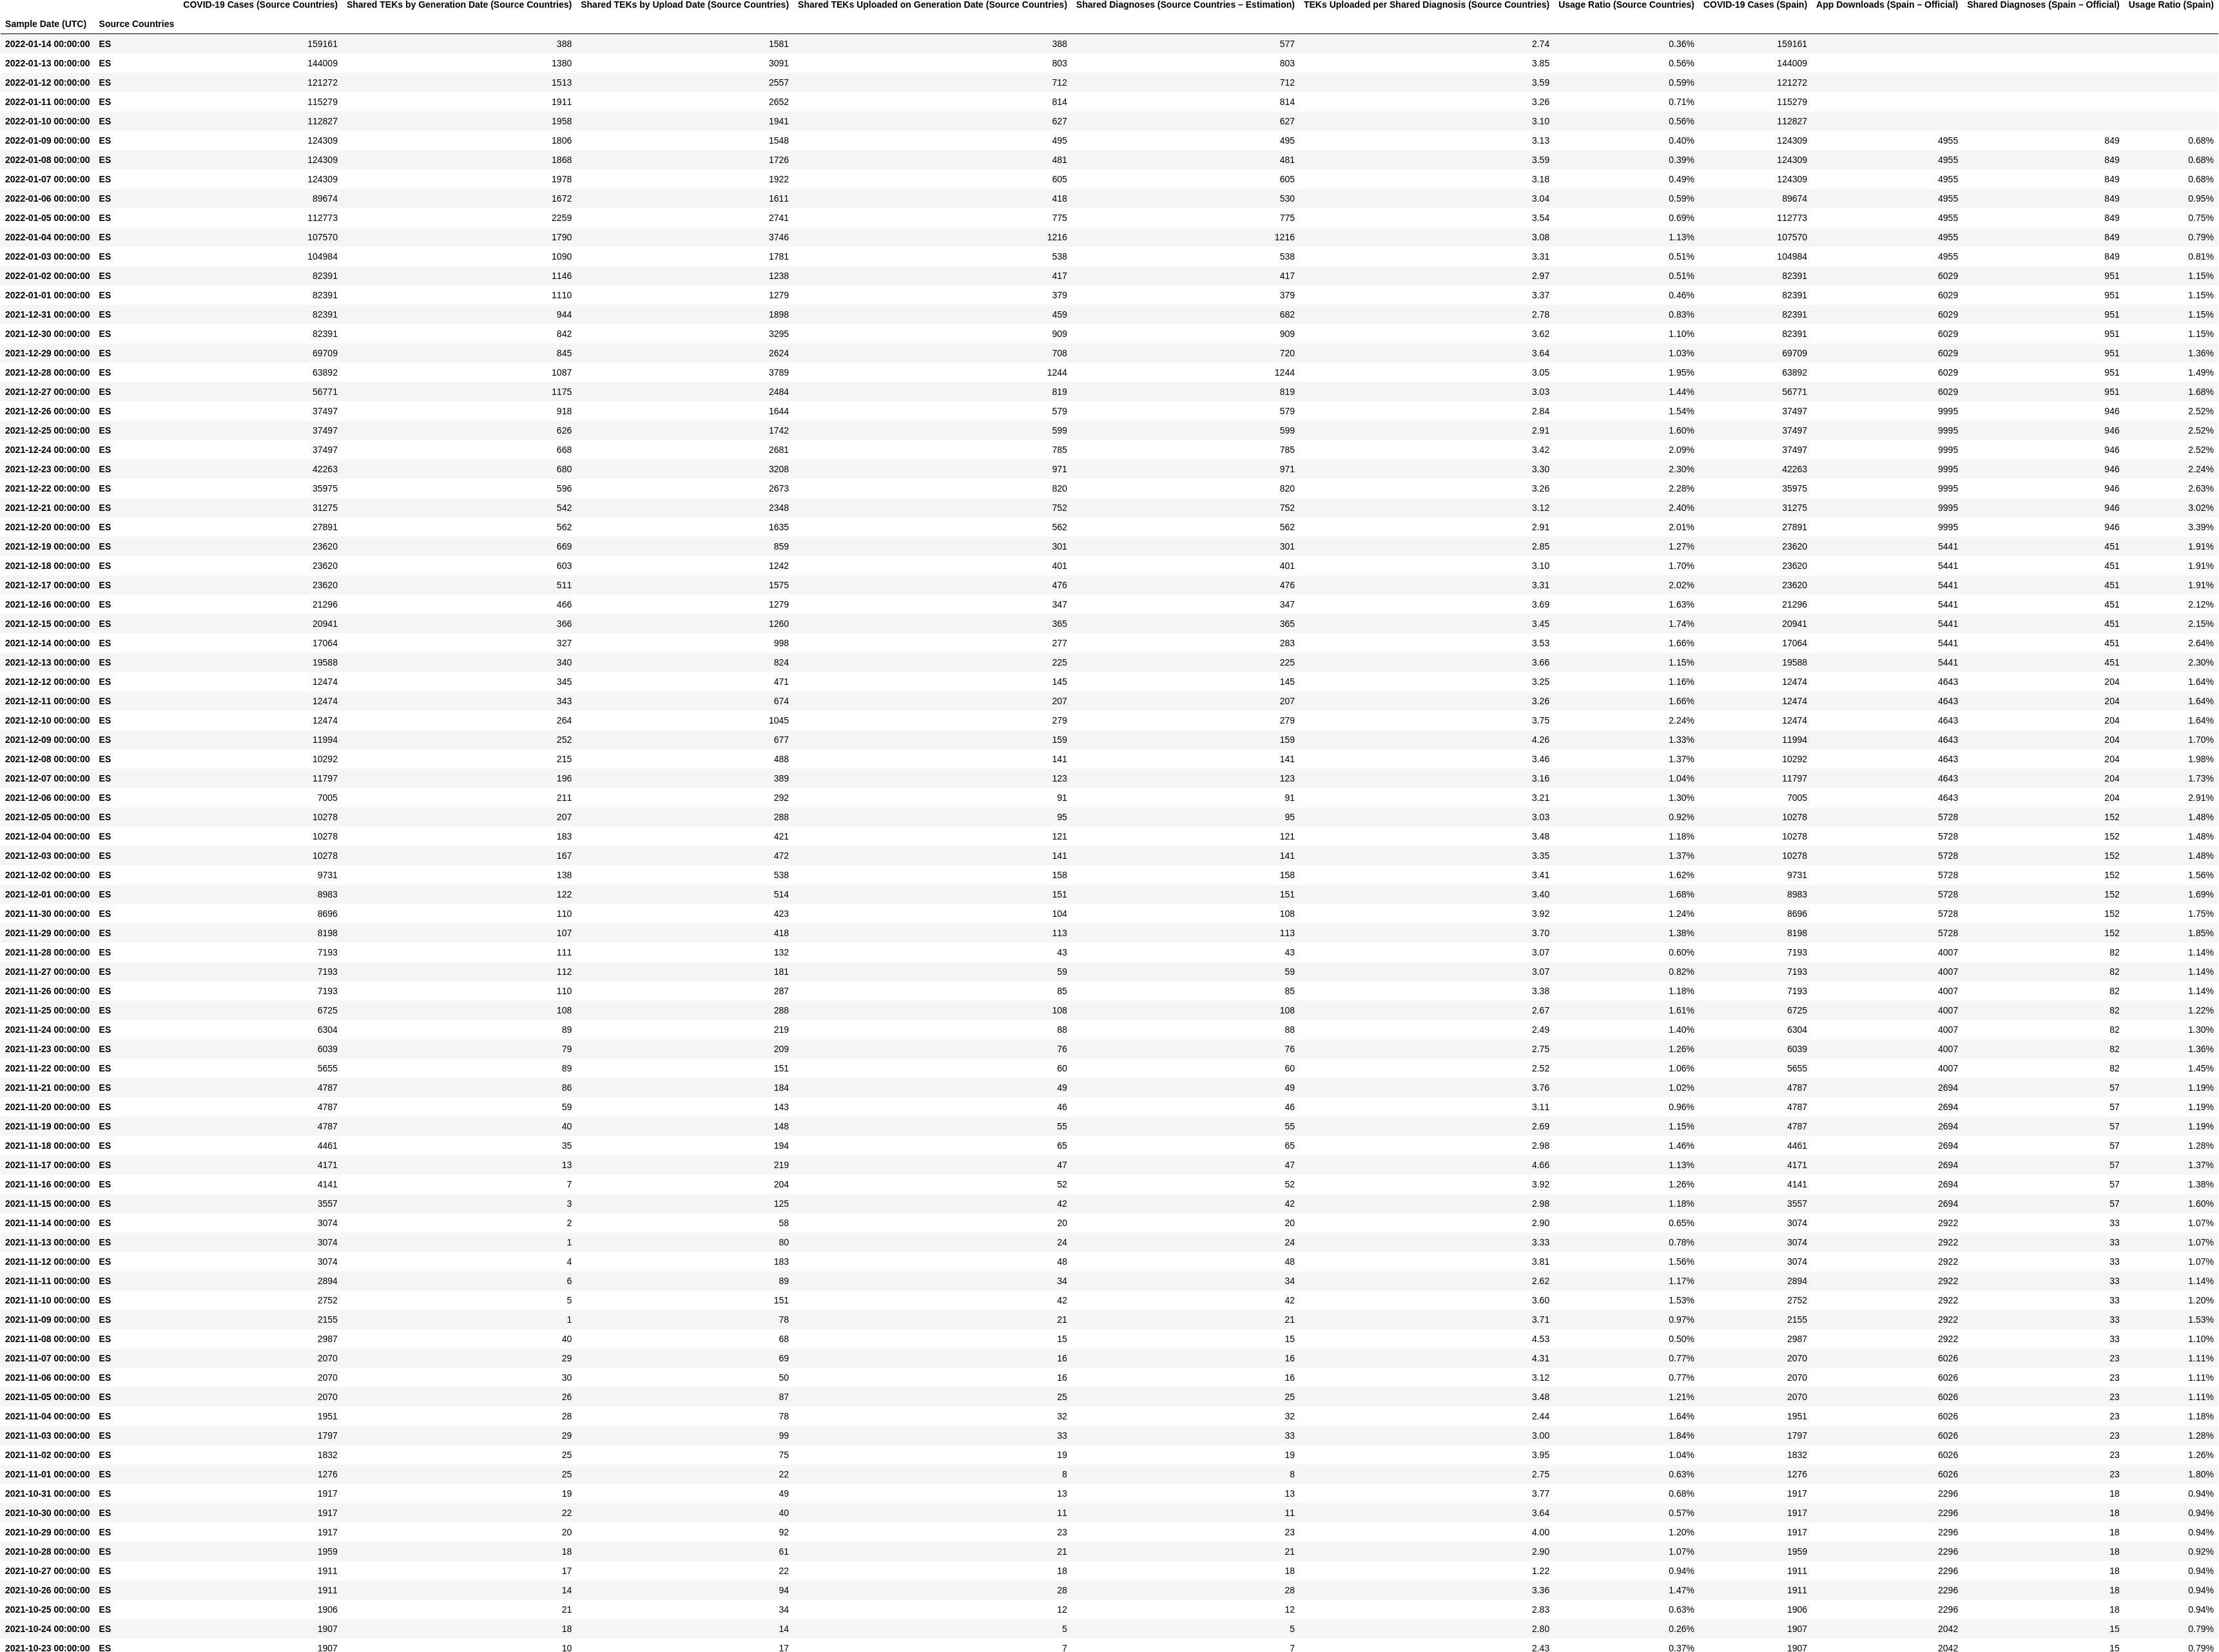 COVID-19 Cases (Source Countries) Shared TEKs by Generation Date (Source Countries) Shared TEKs by Upload Date (Source Countries) Shared TEKs Uploaded on Generation Date (Source Countries) Shared Diagnoses (Source Countries – Estimation) TEKs Uploaded per Shared Diagnosis (Source Countries) Usage Ratio (Source Countries) COVID-19 Cases (Spain) App Downloads (Spain – Official) Shared Diagnoses (Spain – Official) Usage Ratio (Spain)
Sample Date (UTC) Source Countries
2022-01-14 00:00:00 ES 159161 388 1581 388 577 2.74 0.36% 159161
2022-01-13 00:00:00 ES 144009 1380 3091 803 803 3.85 0.56% 144009
2022-01-12 00:00:00 ES 121272 1513 2557 712 712 3.59 0.59% 121272
2022-01-11 00:00:00 ES 115279 1911 2652 814 814 3.26 0.71% 115279
2022-01-10 00:00:00 ES 112827 1958 1941 627 627 3.10 0.56% 112827
2022-01-09 00:00:00 ES 124309 1806 1548 495 495 3.13 0.40% 124309 4955 849 0.68%
2022-01-08 00:00:00 ES 124309 1868 1726 481 481 3.59 0.39% 124309 4955 849 0.68%
2022-01-07 00:00:00 ES 124309 1978 1922 605 605 3.18 0.49% 124309 4955 849 0.68%
2022-01-06 00:00:00 ES 89674 1672 1611 418 530 3.04 0.59% 89674 4955 849 0.95%
2022-01-05 00:00:00 ES 112773 2259 2741 775 775 3.54 0.69% 112773 4955 849 0.75%
2022-01-04 00:00:00 ES 107570 1790 3746 1216 1216 3.08 1.13% 107570 4955 849 0.79%
2022-01-03 00:00:00 ES 104984 1090 1781 538 538 3.31 0.51% 104984 4955 849 0.81%
2022-01-02 00:00:00 ES 82391 1146 1238 417 417 2.97 0.51% 82391 6029 951 1.15%
2022-01-01 00:00:00 ES 82391 1110 1279 379 379 3.37 0.46% 82391 6029 951 1.15%
2021-12-31 00:00:00 ES 82391 944 1898 459 682 2.78 0.83% 82391 6029 951 1.15%
2021-12-30 00:00:00 ES 82391 842 3295 909 909 3.62 1.10% 82391 6029 951 1.15%
2021-12-29 00:00:00 ES 69709 845 2624 708 720 3.64 1.03% 69709 6029 951 1.36%
2021-12-28 00:00:00 ES 63892 1087 3789 1244 1244 3.05 1.95% 63892 6029 951 1.49%
2021-12-27 00:00:00 ES 56771 1175 2484 819 819 3.03 1.44% 56771 6029 951 1.68%
2021-12-26 00:00:00 ES 37497 918 1644 579 579 2.84 1.54% 37497 9995 946 2.52%
2021-12-25 00:00:00 ES 37497 626 1742 599 599 2.91 1.60% 37497 9995 946 2.52%
2021-12-24 00:00:00 ES 37497 668 2681 785 785 3.42 2.09% 37497 9995 946 2.52%
2021-12-23 00:00:00 ES 42263 680 3208 971 971 3.30 2.30% 42263 9995 946 2.24%
2021-12-22 00:00:00 ES 35975 596 2673 820 820 3.26 2.28% 35975 9995 946 2.63%
2021-12-21 00:00:00 ES 31275 542 2348 752 752 3.12 2.40% 31275 9995 946 3.02%
2021-12-20 00:00:00 ES 27891 562 1635 562 562 2.91 2.01% 27891 9995 946 3.39%
2021-12-19 00:00:00 ES 23620 669 859 301 301 2.85 1.27% 23620 5441 451 1.91%
2021-12-18 00:00:00 ES 23620 603 1242 401 401 3.10 1.70% 23620 5441 451 1.91%
2021-12-17 00:00:00 ES 23620 511 1575 476 476 3.31 2.02% 23620 5441 451 1.91%
2021-12-16 00:00:00 ES 21296 466 1279 347 347 3.69 1.63% 21296 5441 451 2.12%
2021-12-15 00:00:00 ES 20941 366 1260 365 365 3.45 1.74% 20941 5441 451 2.15%
2021-12-14 00:00:00 ES 17064 327 998 277 283 3.53 1.66% 17064 5441 451 2.64%
2021-12-13 00:00:00 ES 19588 340 824 225 225 3.66 1.15% 19588 5441 451 2.30%
2021-12-12 00:00:00 ES 12474 345 471 145 145 3.25 1.16% 12474 4643 204 1.64%
2021-12-11 00:00:00 ES 12474 343 674 207 207 3.26 1.66% 12474 4643 204 1.64%
2021-12-10 00:00:00 ES 12474 264 1045 279 279 3.75 2.24% 12474 4643 204 1.64%
2021-12-09 00:00:00 ES 11994 252 677 159 159 4.26 1.33% 11994 4643 204 1.70%
2021-12-08 00:00:00 ES 10292 215 488 141 141 3.46 1.37% 10292 4643 204 1.98%
2021-12-07 00:00:00 ES 11797 196 389 123 123 3.16 1.04% 11797 4643 204 1.73%
2021-12-06 00:00:00 ES 7005 211 292 91 91 3.21 1.30% 7005 4643 204 2.91%
2021-12-05 00:00:00 ES 10278 207 288 95 95 3.03 0.92% 10278 5728 152 1.48%
2021-12-04 00:00:00 ES 10278 183 421 121 121 3.48 1.18% 10278 5728 152 1.48%
2021-12-03 00:00:00 ES 10278 167 472 141 141 3.35 1.37% 10278 5728 152 1.48%
2021-12-02 00:00:00 ES 9731 138 538 158 158 3.41 1.62% 9731 5728 152 1.56%
2021-12-01 00:00:00 ES 8983 122 514 151 151 3.40 1.68% 8983 5728 152 1.69%
2021-11-30 00:00:00 ES 8696 110 423 104 108 3.92 1.24% 8696 5728 152 1.75%
2021-11-29 00:00:00 ES 8198 107 418 113 113 3.70 1.38% 8198 5728 152 1.85%
2021-11-28 00:00:00 ES 7193 111 132 43 43 3.07 0.60% 7193 4007 82 1.14%
2021-11-27 00:00:00 ES 7193 112 181 59 59 3.07 0.82% 7193 4007 82 1.14%
2021-11-26 00:00:00 ES 7193 110 287 85 85 3.38 1.18% 7193 4007 82 1.14%
2021-11-25 00:00:00 ES 6725 108 288 108 108 2.67 1.61% 6725 4007 82 1.22%
2021-11-24 00:00:00 ES 6304 89 219 88 88 2.49 1.40% 6304 4007 82 1.30%
2021-11-23 00:00:00 ES 6039 79 209 76 76 2.75 1.26% 6039 4007 82 1.36%
2021-11-22 00:00:00 ES 5655 89 151 60 60 2.52 1.06% 5655 4007 82 1.45%
2021-11-21 00:00:00 ES 4787 86 184 49 49 3.76 1.02% 4787 2694 57 1.19%
2021-11-20 00:00:00 ES 4787 59 143 46 46 3.11 0.96% 4787 2694 57 1.19%
2021-11-19 00:00:00 ES 4787 40 148 55 55 2.69 1.15% 4787 2694 57 1.19%
2021-11-18 00:00:00 ES 4461 35 194 65 65 2.98 1.46% 4461 2694 57 1.28%
2021-11-17 00:00:00 ES 4171 13 219 47 47 4.66 1.13% 4171 2694 57 1.37%
2021-11-16 00:00:00 ES 4141 7 204 52 52 3.92 1.26% 4141 2694 57 1.38%
2021-11-15 00:00:00 ES 3557 3 125 42 42 2.98 1.18% 3557 2694 57 1.60%
2021-11-14 00:00:00 ES 3074 2 58 20 20 2.90 0.65% 3074 2922 33 1.07%
2021-11-13 00:00:00 ES 3074 1 80 24 24 3.33 0.78% 3074 2922 33 1.07%
2021-11-12 00:00:00 ES 3074 4 183 48 48 3.81 1.56% 3074 2922 33 1.07%
2021-11-11 00:00:00 ES 2894 6 89 34 34 2.62 1.17% 2894 2922 33 1.14%
2021-11-10 00:00:00 ES 2752 5 151 42 42 3.60 1.53% 2752 2922 33 1.20%
2021-11-09 00:00:00 ES 2155 1 78 21 21 3.71 0.97% 2155 2922 33 1.53%
2021-11-08 00:00:00 ES 2987 40 68 15 15 4.53 0.50% 2987 2922 33 1.10%
2021-11-07 00:00:00 ES 2070 29 69 16 16 4.31 0.77% 2070 6026 23 1.11%
2021-11-06 00:00:00 ES 2070 30 50 16 16 3.12 0.77% 2070 6026 23 1.11%
2021-11-05 00:00:00 ES 2070 26 87 25 25 3.48 1.21% 2070 6026 23 1.11%
2021-11-04 00:00:00 ES 1951 28 78 32 32 2.44 1.64% 1951 6026 23 1.18%
2021-11-03 00:00:00 ES 1797 29 99 33 33 3.00 1.84% 1797 6026 23 1.28%
2021-11-02 00:00:00 ES 1832 25 75 19 19 3.95 1.04% 1832 6026 23 1.26%
2021-11-01 00:00:00 ES 1276 25 22 8 8 2.75 0.63% 1276 6026 23 1.80%
2021-10-31 00:00:00 ES 1917 19 49 13 13 3.77 0.68% 1917 2296 18 0.94%
2021-10-30 00:00:00 ES 1917 22 40 11 11 3.64 0.57% 1917 2296 18 0.94%
2021-10-29 00:00:00 ES 1917 20 92 23 23 4.00 1.20% 1917 2296 18 0.94%
2021-10-28 00:00:00 ES 1959 18 61 21 21 2.90 1.07% 1959 2296 18 0.92%
2021-10-27 00:00:00 ES 1911 17 22 18 18 1.22 0.94% 1911 2296 18 0.94%
2021-10-26 00:00:00 ES 1911 14 94 28 28 3.36 1.47% 1911 2296 18 0.94%
2021-10-25 00:00:00 ES 1906 21 34 12 12 2.83 0.63% 1906 2296 18 0.94%
2021-10-24 00:00:00 ES 1907 18 14 5 5 2.80 0.26% 1907 2042 15 0.79%
2021-10-23 00:00:00 ES 1907 10 17 7 7 2.43 0.37% 1907 2042 15 0.79%